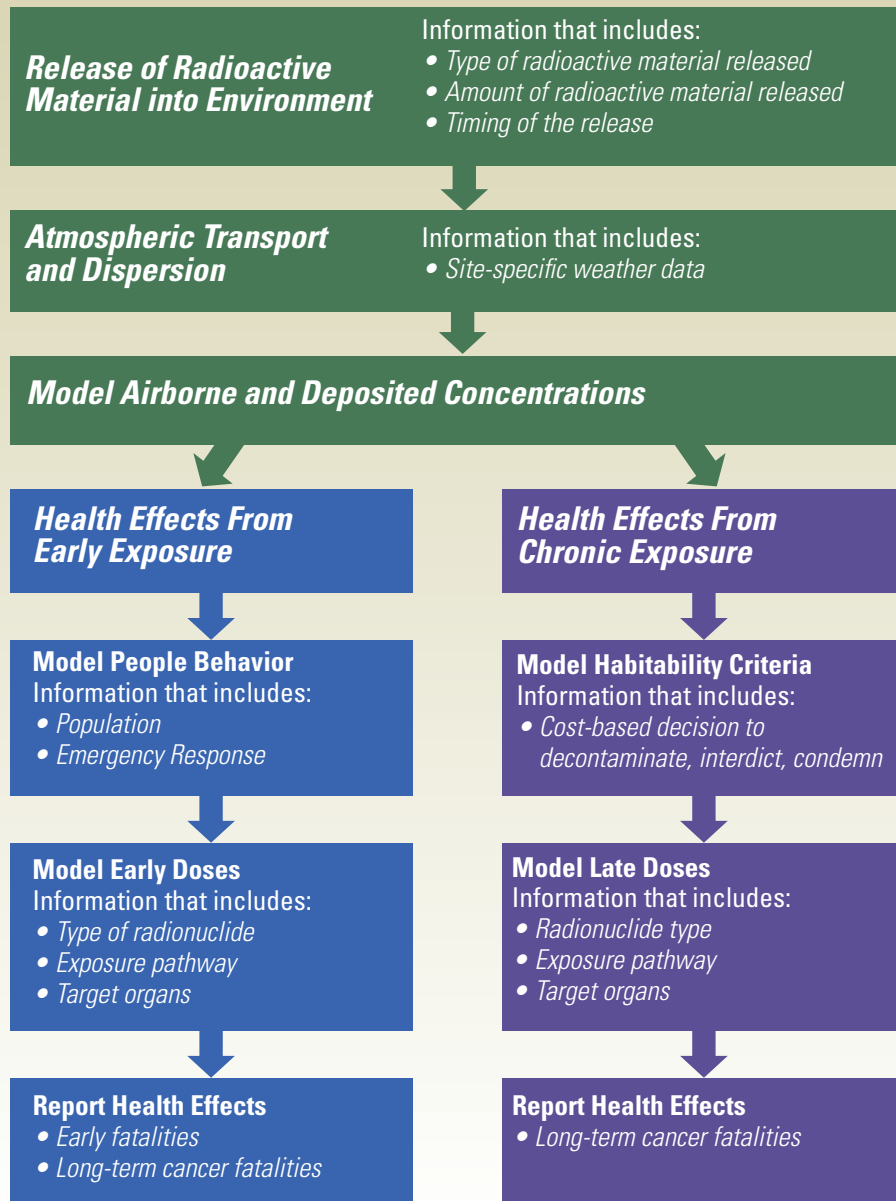 Release of Radioactive
Material into Environment
Information that includes:
• Type of radioactive material released
• Amount of radioactive material released
• Timing of the release
Atmospheric Transport
and Dispersion
Information that includes:
• Site-specific weather data
Model Airborne and Deposited Concentrations
Health Effects From
Early Exposure
Model People Behavior
Information that includes:
• Population
• Emergency Response
Model Early Doses
Information that includes:
• Type of radionuclide
• Exposure pathway
• Target organs
Report Health Effects
• Early fatalities
• Long-term cancer fatalities
Health Effects From
Chronic Exposure
Model Habitability Criteria
Information that includes:
• Cost-based decision to
decontaminate, interdict, condemn
Model Late Doses
Information that includes:
• Radionuclide type
• Exposure pathway
• Target organs
Report Health Effects
• Long-term cancer fatalities